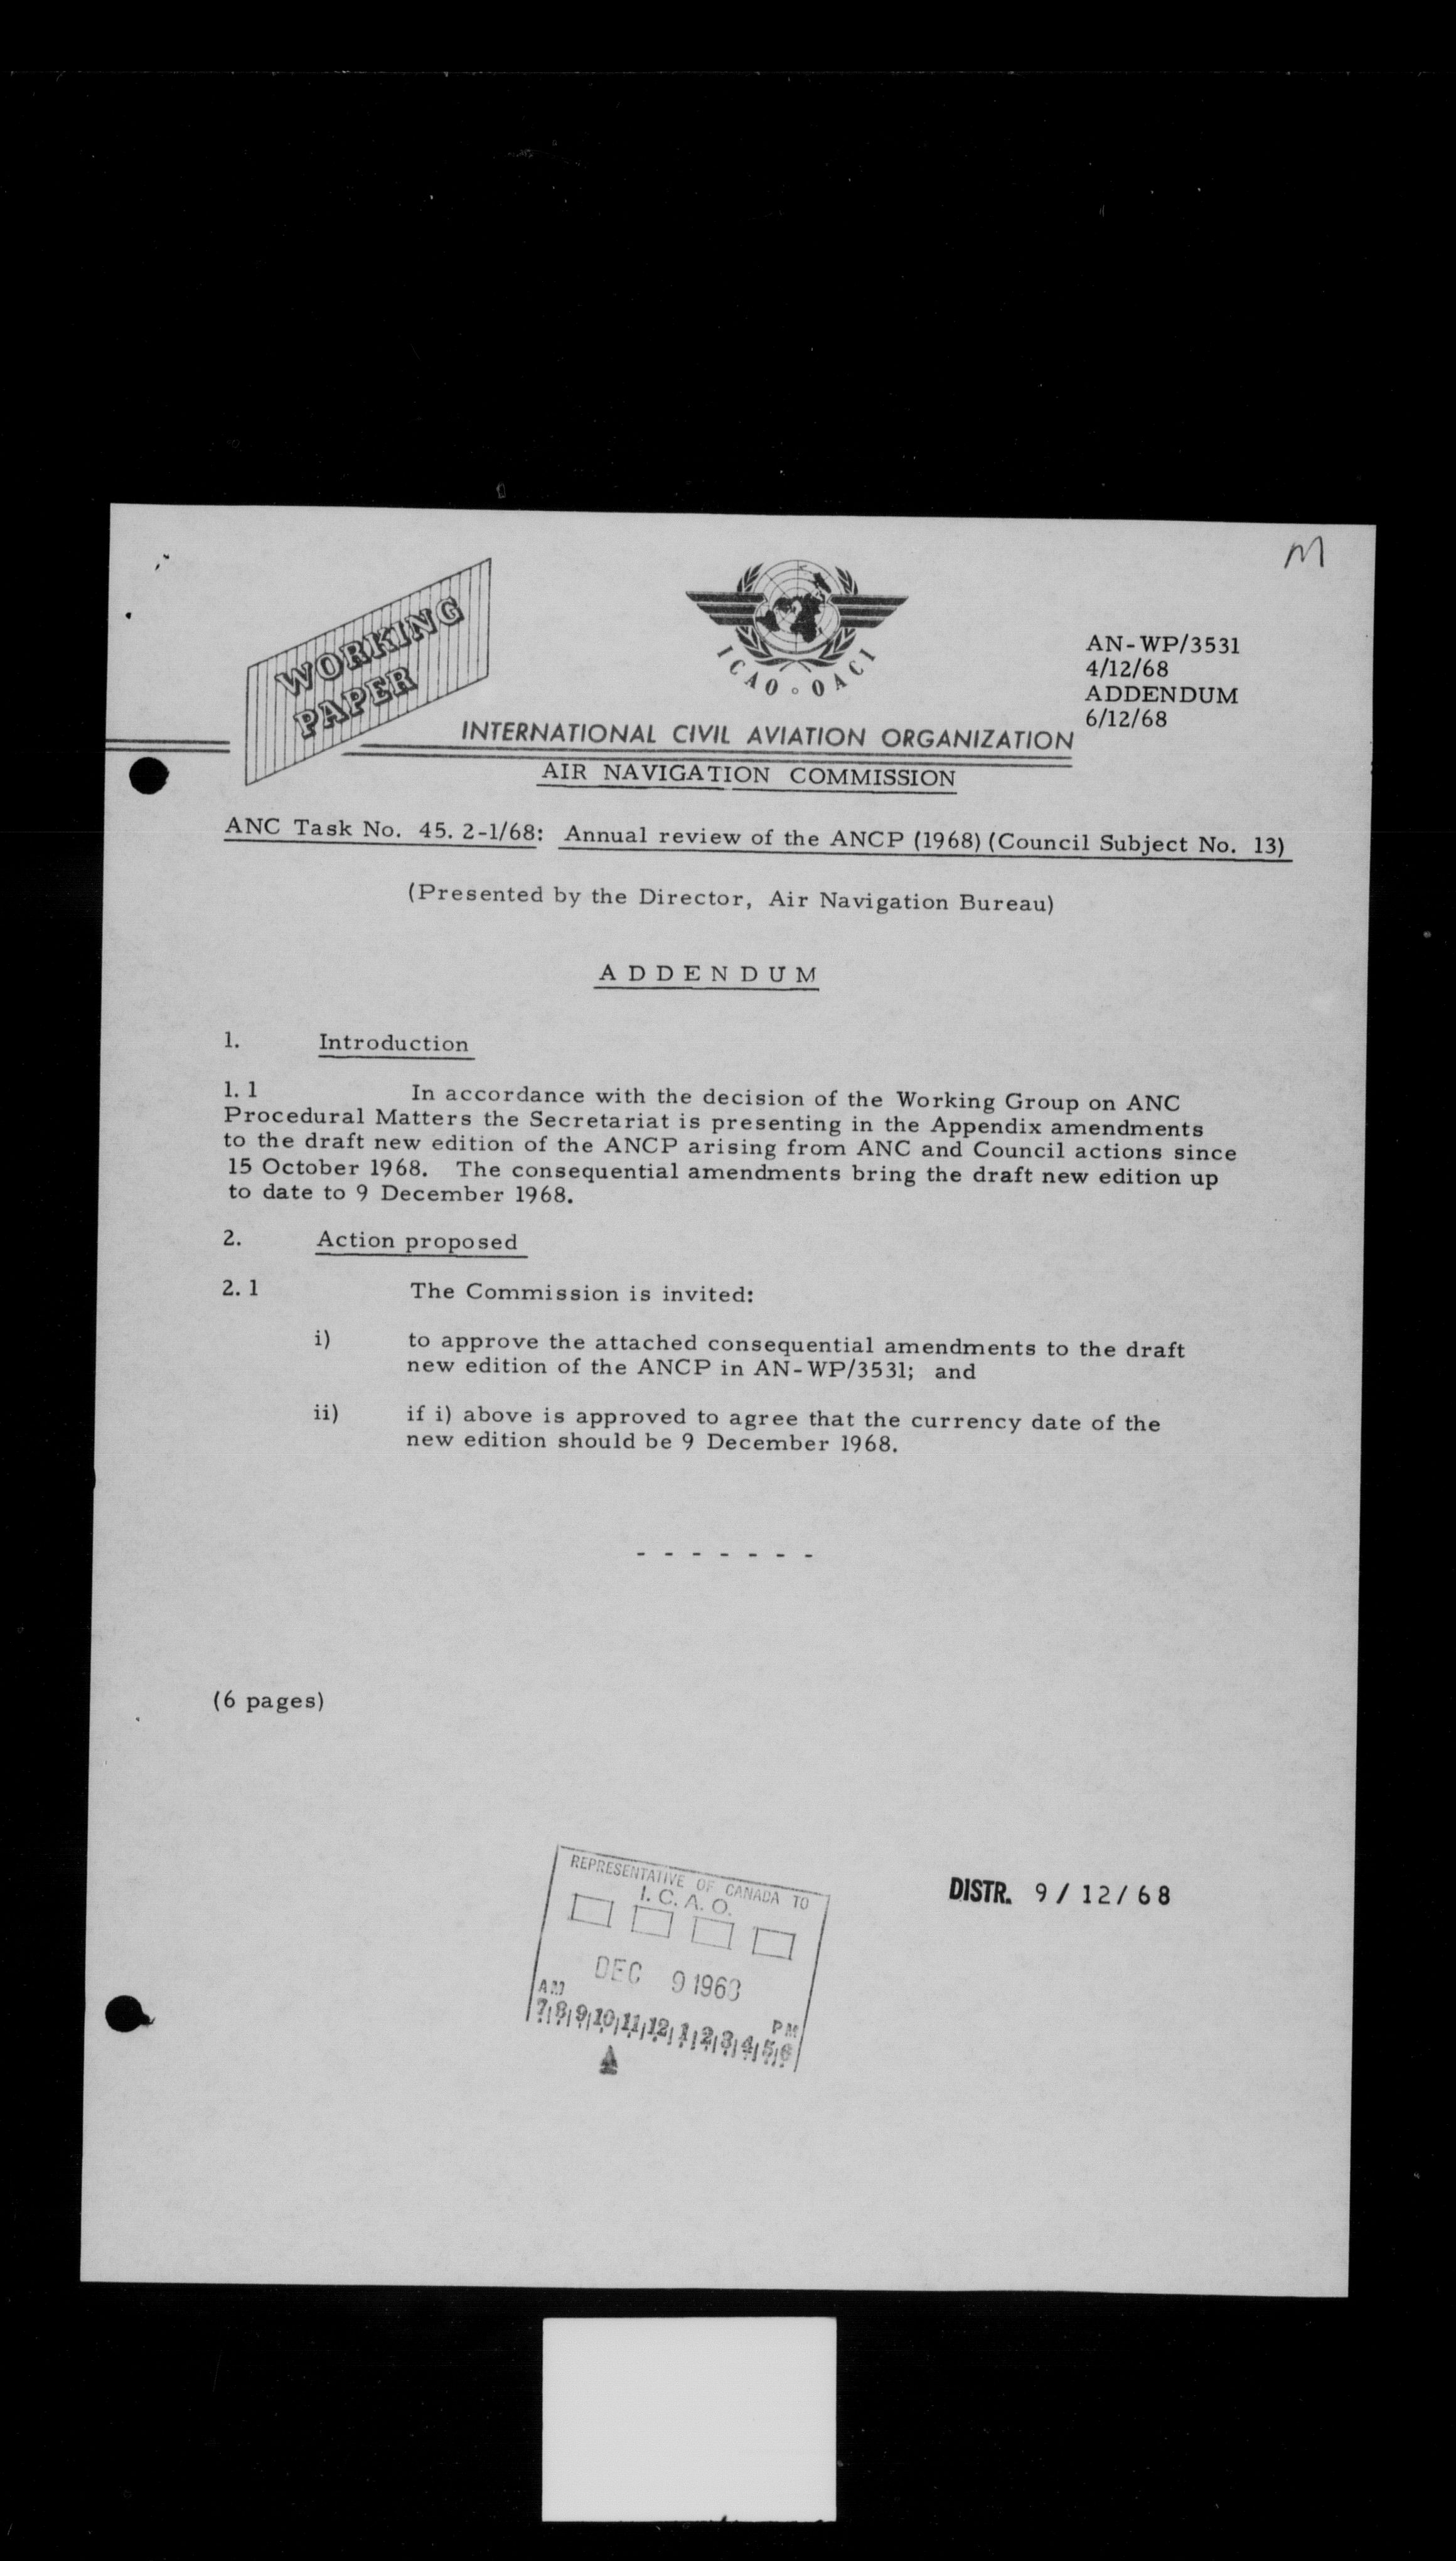 M
WORKING
PAPER
ICAO ◦ OACI
AN-WP/3531
4/12/68
ADDENDUM
6/12/68
INTERNATIONAL CIVIL AVIATION ORGANIZATION
AIR NAVIGATION COMMISSION
ANC Task No. 45. 2-1/68: Annual review of the ANCP (1968) (Council Subject No. 13)
(Presented by the Director, Air Navigation Bureau)
A D D E N D U M
1. Introduction
1. 1 In accordance with the decision of the Working Group on ANC
Procedural Matters the Secretariat is presenting in the Appendix amendments
to the draft new edition of the ANCP arising from ANC and Council actions since
15 October 1968. The consequential amendments bring the draft new edition up
to date to 9 December 1968.
2. Action proposed
2. 1 The Commission is invited:
i) to approve the attached consequential amendments to the draft
new edition of the ANCP in AN-WP/3531; and
ii) if i) above is approved to agree that the currency date of the
new edition should be 9 December 1968.
- - - - - - -
(6 pages)
REPRESENTATIVE OF CANADA TO
I. C. A. O.
DEC 9 1968
AM PM
7 8 9 10 11 12 1 2 3 4 5 6
DISTR. 9 / 12 / 68